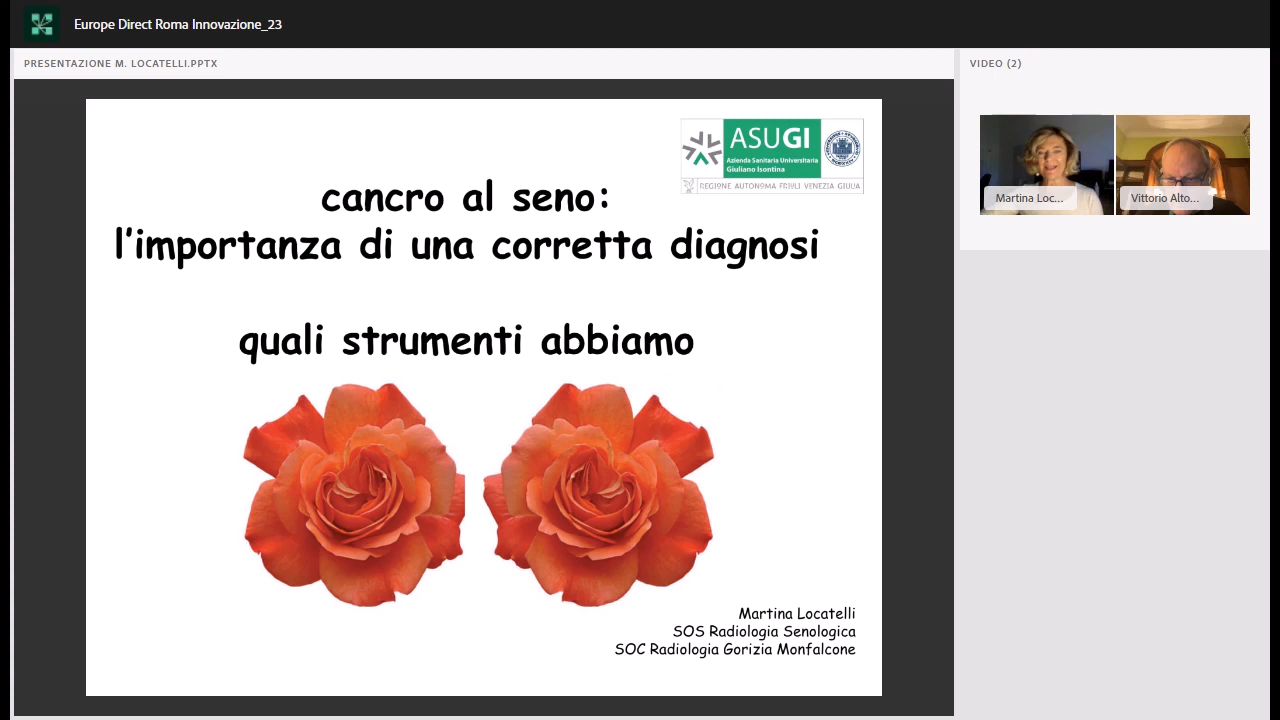 Europe Direct Roma Innovazione_23
PRESENTAZIONE M. LOCATELLI.PPTX
VIDEO (2)
ASUGI
Azienda Sanitaria Universitaria
Giuliano Isontina
REGIONE AUTONOMA FRIULI VENEZIA GIULIA
cancro al seno:
l'importanza di una corretta diagnosi
quali strumenti abbiamo
Martina Locatelli
SOS Radiologia Senologica
SOC Radiologia Gorizia Monfalcone
Martina Loc...
Vittorio Alto...